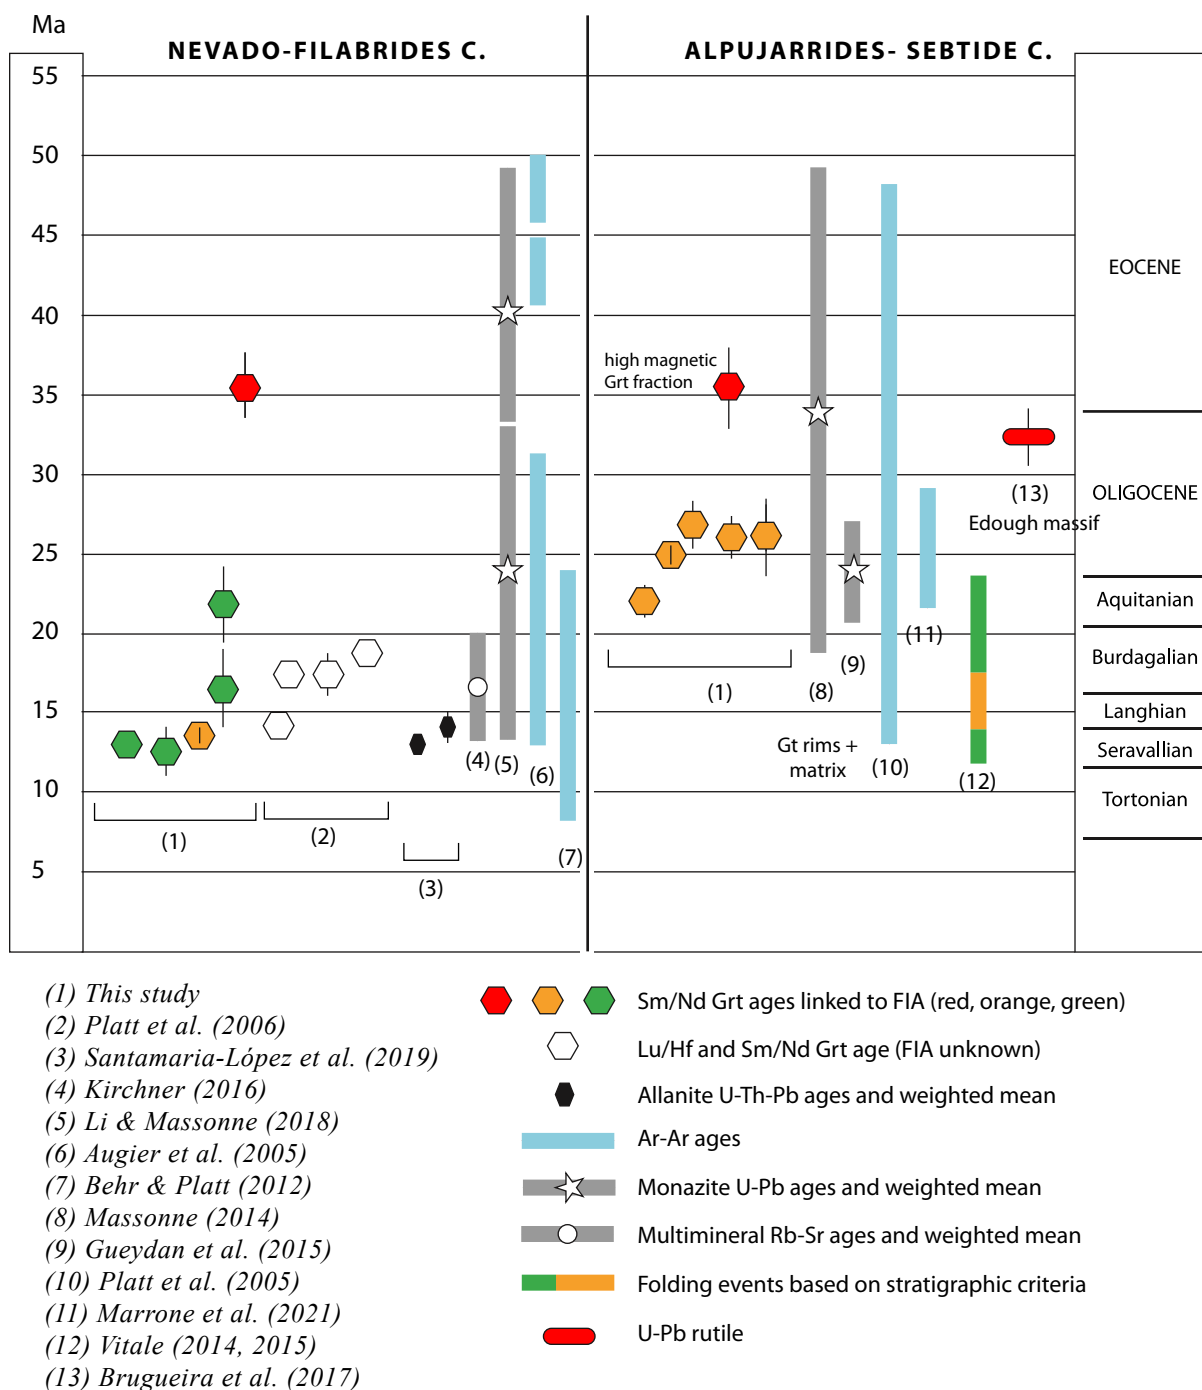 Ma
NEVADO-FILABRIDES C.
ALPUJARRIDES- SEBTIDE C.
55
50
45
40
35
30
25
20
15
10
5
high magnetic
Grt fraction
Gt rims +
matrix
Edough massif
(1)
(2)
(3)
(4)
(5)
(6)
(7)
(1)
(8)
(9)
(10)
(11)
(12)
(13)
EOCENE
OLIGOCENE
Aquitanian
Burdagalian
Langhian
Seravallian
Tortonian
(1) This study
(2) Platt et al. (2006)
(3) Santamaria-López et al. (2019)
(4) Kirchner (2016)
(5) Li & Massonne (2018)
(6) Augier et al. (2005)
(7) Behr & Platt (2012)
(8) Massonne (2014)
(9) Gueydan et al. (2015)
(10) Platt et al. (2005)
(11) Marrone et al. (2021)
(12) Vitale (2014, 2015)
(13) Brugueira et al. (2017)
Sm/Nd Grt ages linked to FIA (red, orange, green)
Lu/Hf and Sm/Nd Grt age (FIA unknown)
Allanite U-Th-Pb ages and weighted mean
Ar-Ar ages
Monazite U-Pb ages and weighted mean
Multimineral Rb-Sr ages and weighted mean
Folding events based on stratigraphic criteria
U-Pb rutile